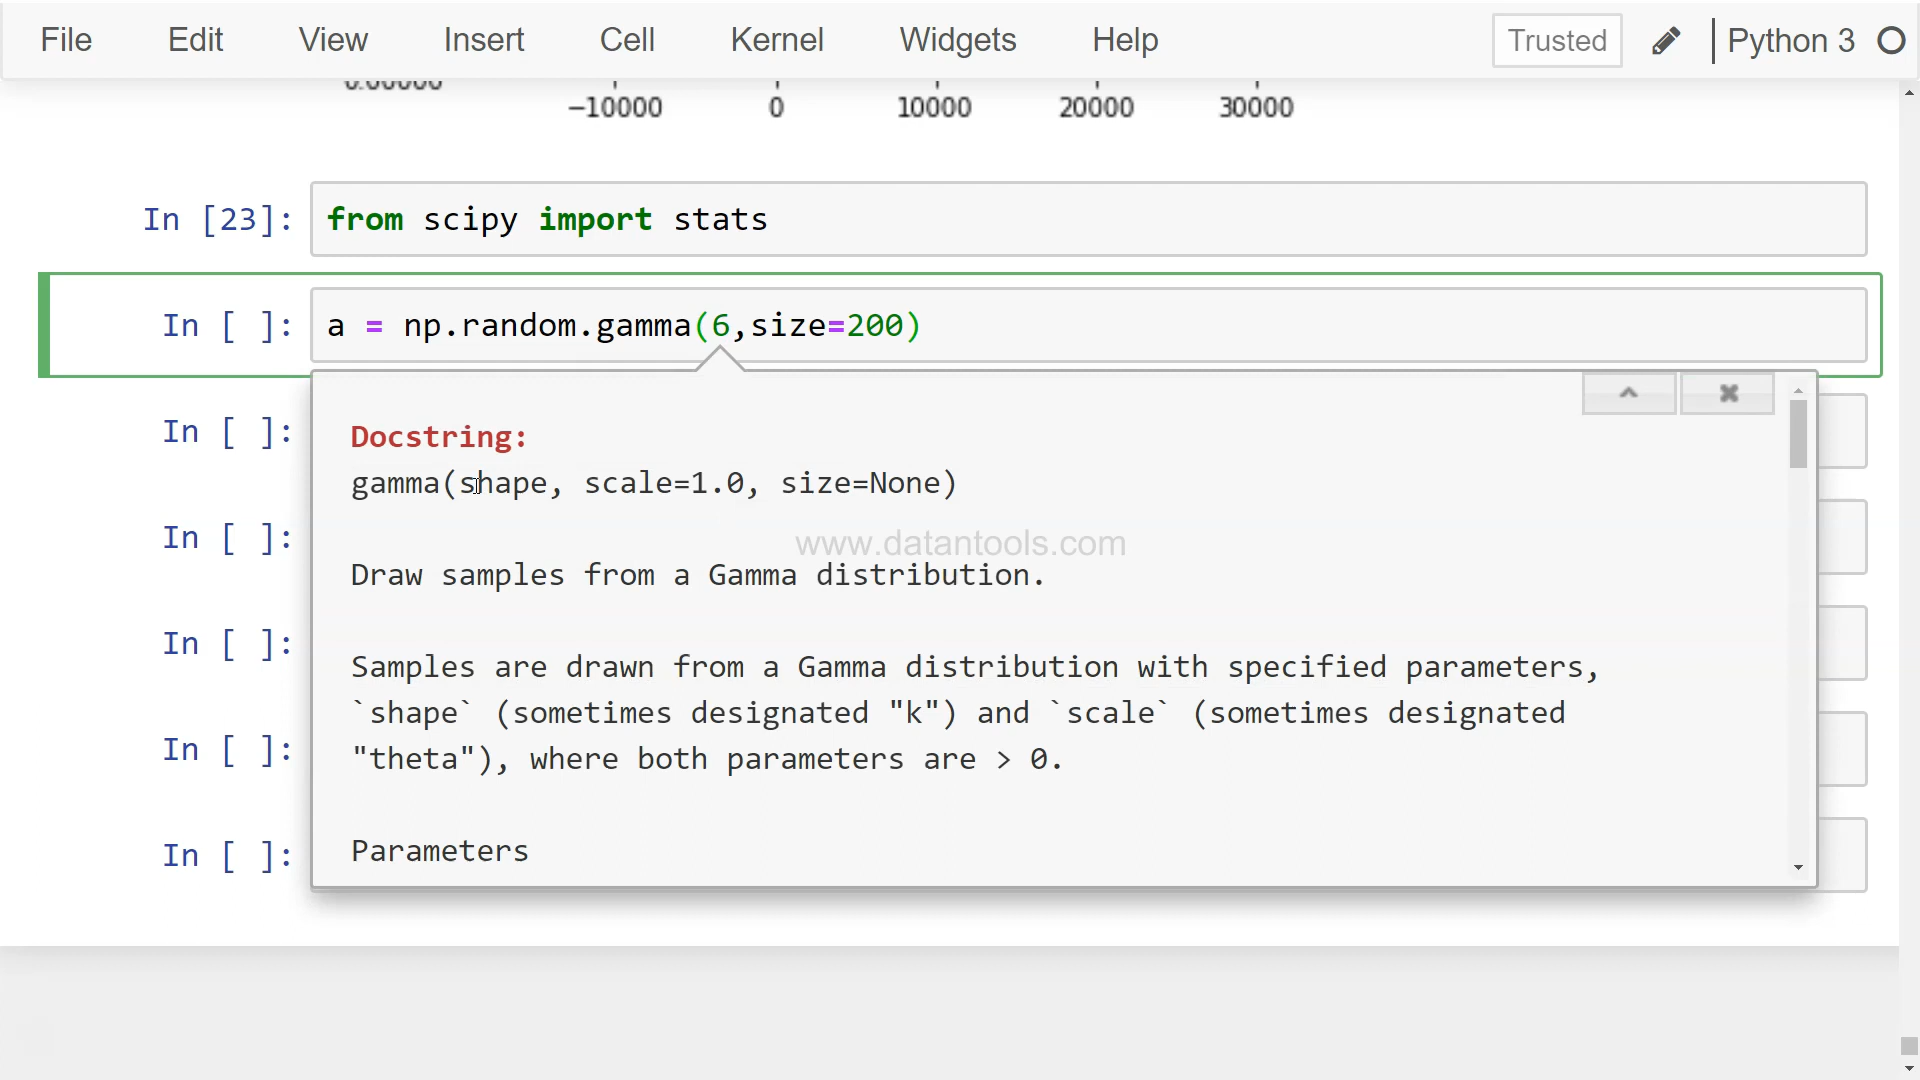 File Edit View Insert Cell Kernel Widgets Help Trusted Python 3
0.00000
−10000 0 10000 20000 30000
In [23]: from scipy import stats
In [ ]: a = np.random.gamma(6,size=200)
In [ ]:
Docstring:
gamma(shape, scale=1.0, size=None)
www.datantools.com
In [ ]:
Draw samples from a Gamma distribution.
In [ ]:
Samples are drawn from a Gamma distribution with specified parameters,
`shape` (sometimes designated "k") and `scale` (sometimes designated
In [ ]:
"theta"), where both parameters are > 0.
In [ ]:
Parameters